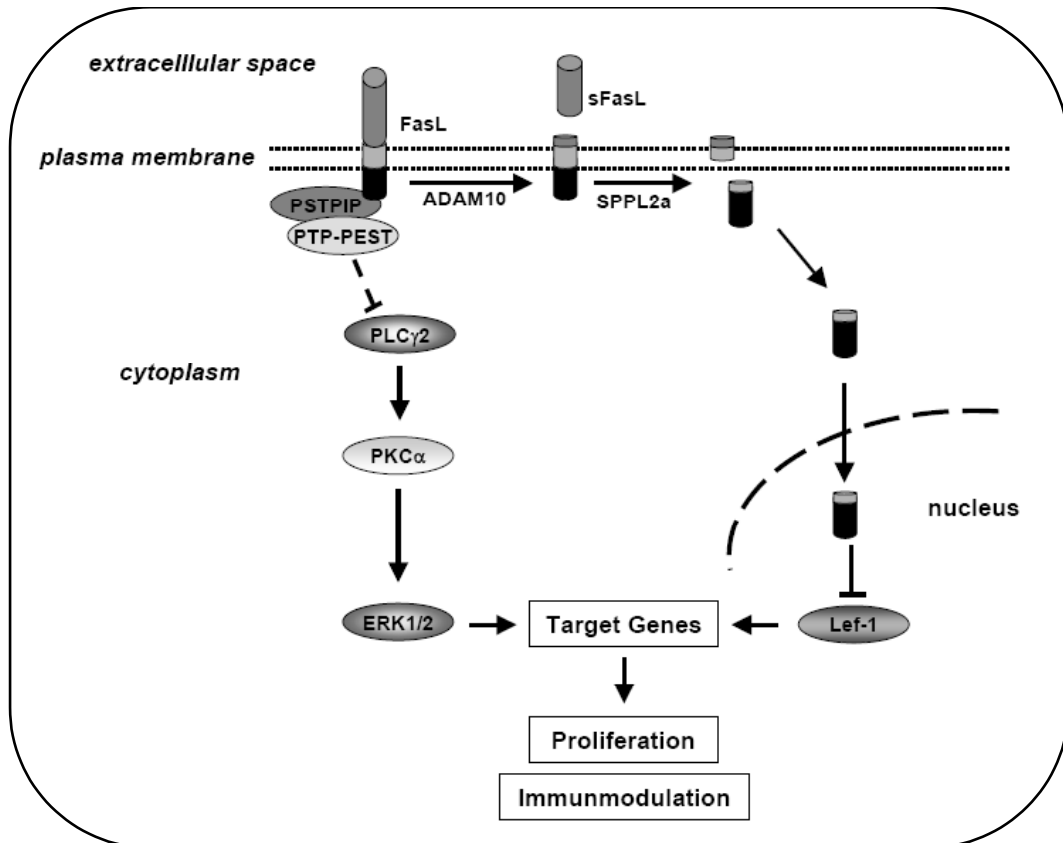 extracelllular space
sFasL
FasL
plasma membrane
ADAM10
SPPL2a
PSTPIP
PTP-PEST
PLCγ2
cytoplasm
PKCα
nucleus
ERK1/2
Target Genes
Lef-1
Proliferation
Immunmodulation